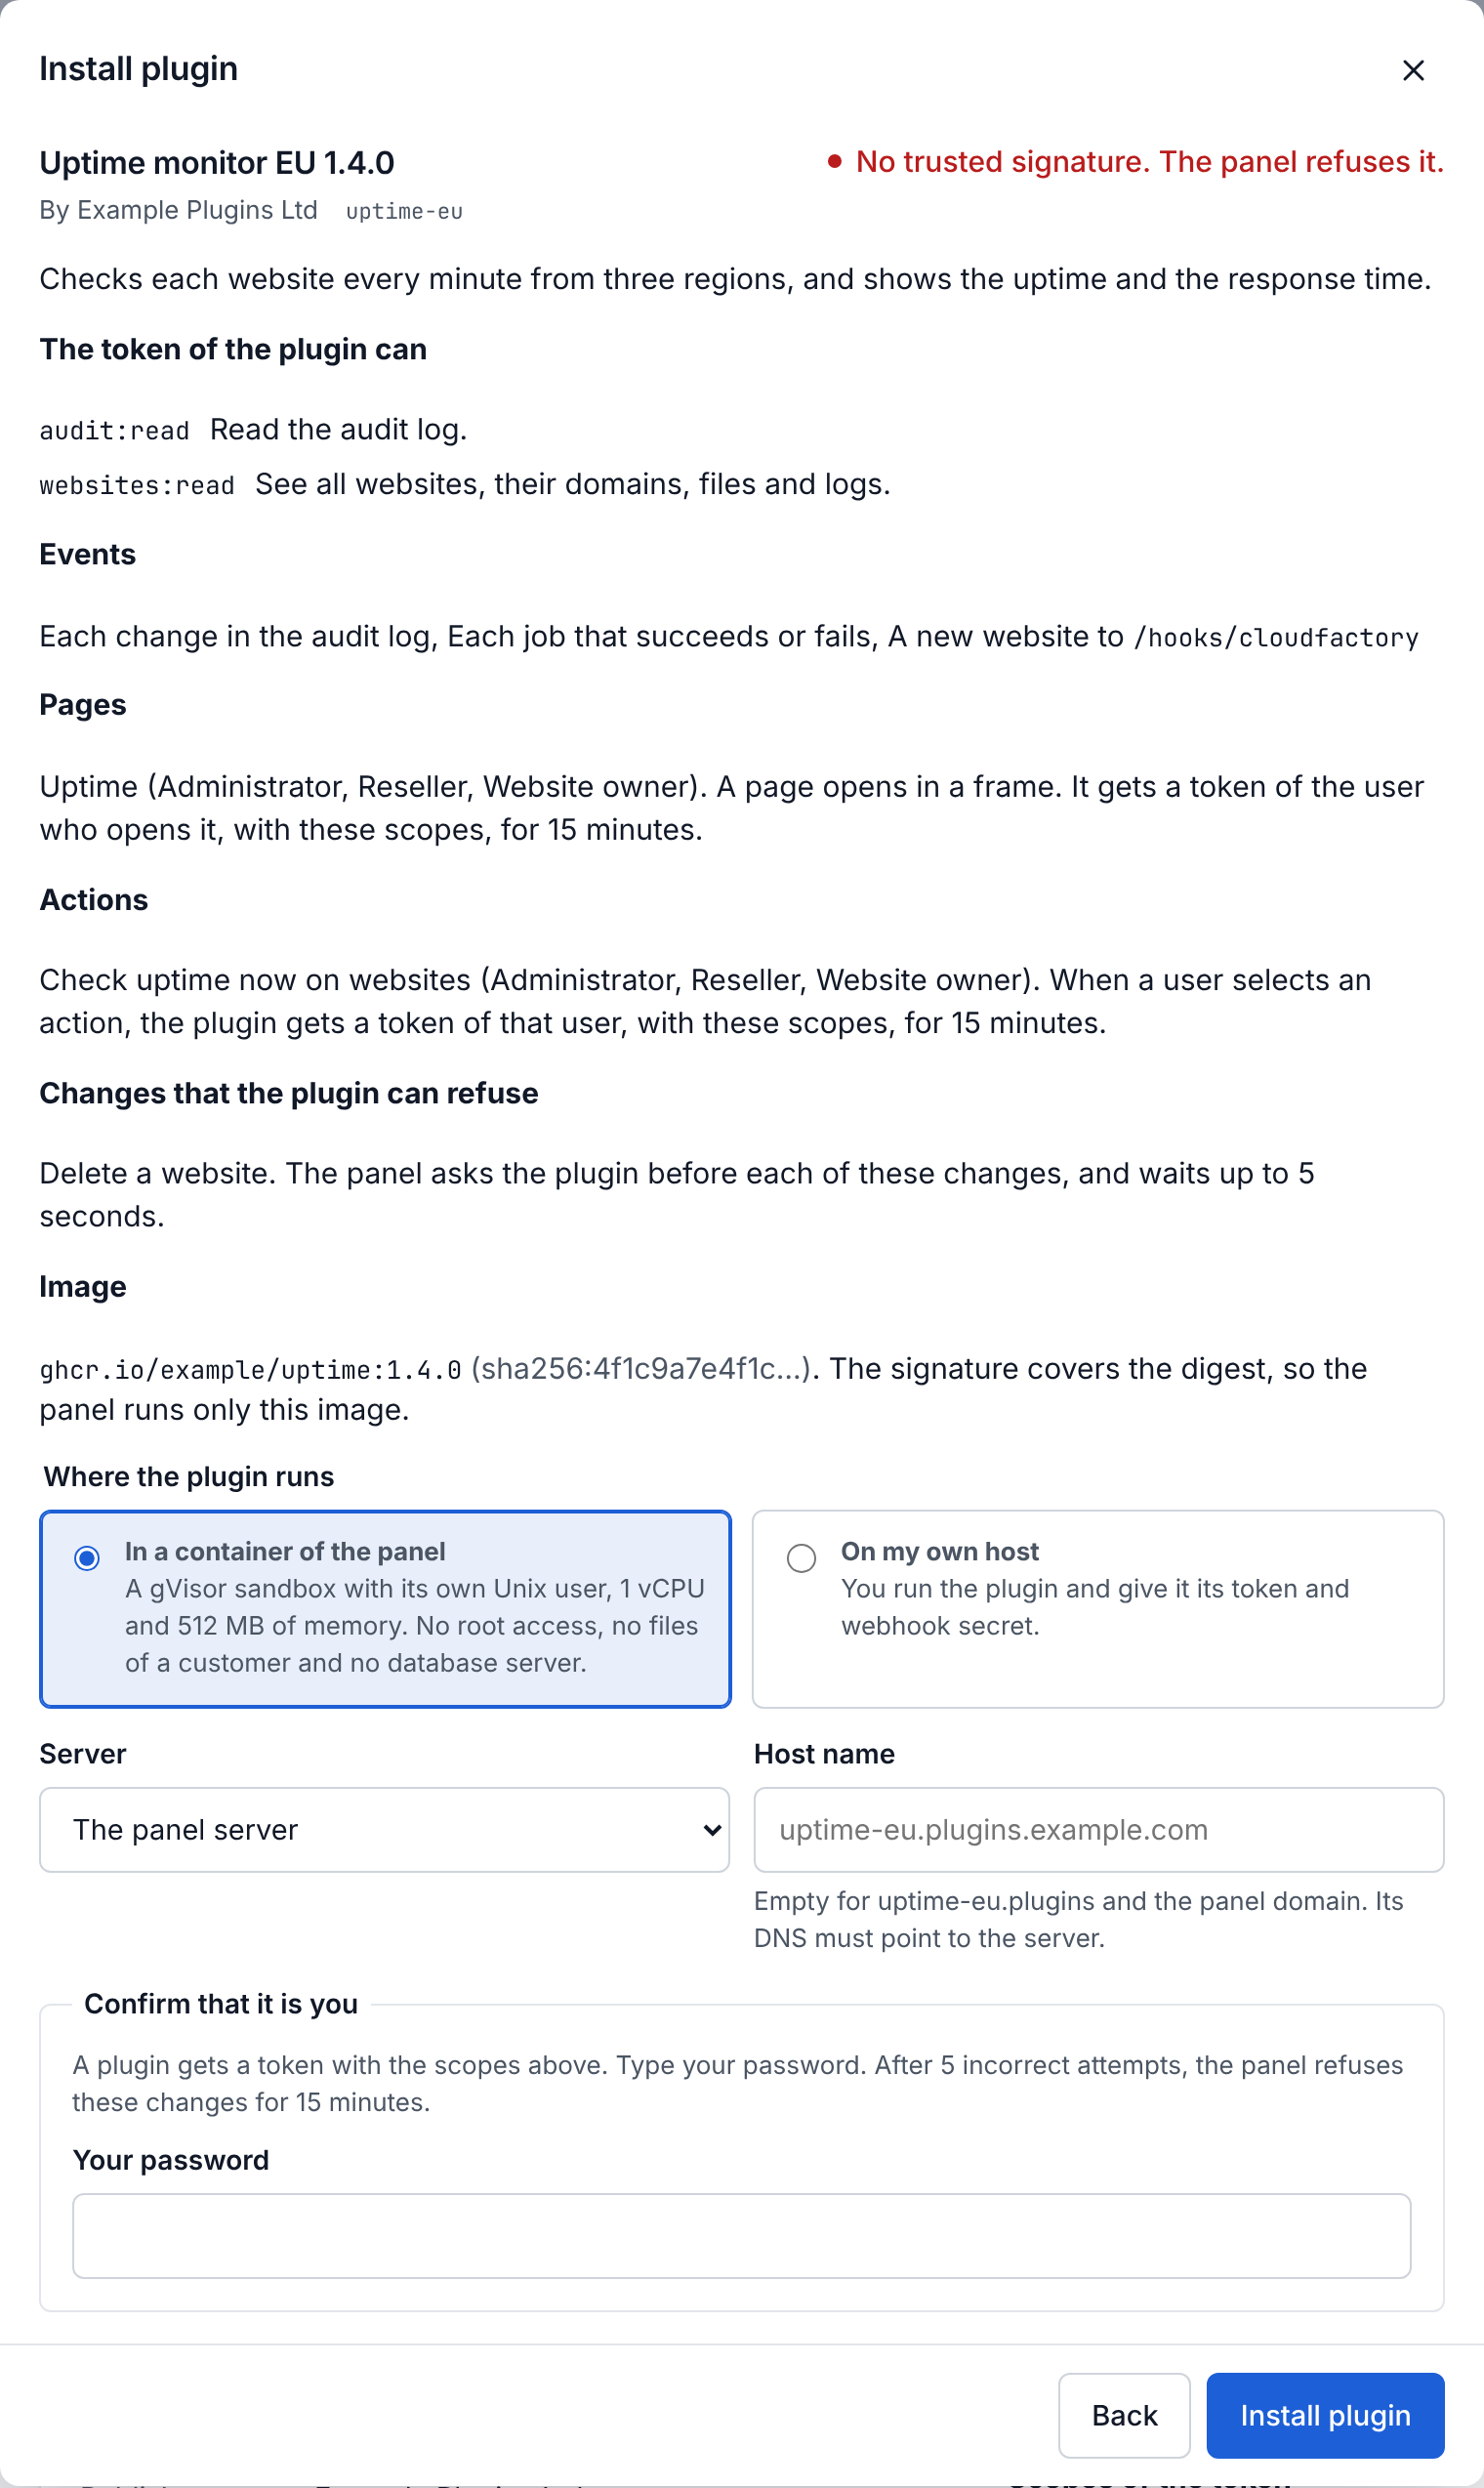 Install plugin
Uptime monitor EU 1.4.0
No trusted signature. The panel refuses it.
By Example Plugins Ltd uptime-eu
Checks each website every minute from three regions, and shows the uptime and the response time.
The token of the plugin can
audit:read Read the audit log.
websites:read See all websites, their domains, files and logs.
Events
Each change in the audit log, Each job that succeeds or fails, A new website to /hooks/cloudfactory
Pages
Uptime (Administrator, Reseller, Website owner). A page opens in a frame. It gets a token of the user
who opens it, with these scopes, for 15 minutes.
Actions
Check uptime now on websites (Administrator, Reseller, Website owner). When a user selects an
action, the plugin gets a token of that user, with these scopes, for 15 minutes.
Changes that the plugin can refuse
Delete a website. The panel asks the plugin before each of these changes, and waits up to 5
seconds.
Image
ghcr.io/example/uptime:1.4.0 (sha256:4f1c9a7e4f1c…). The signature covers the digest, so the
panel runs only this image.
Where the plugin runs
In a container of the panel
A gVisor sandbox with its own Unix user, 1 vCPU
and 512 MB of memory. No root access, no files
of a customer and no database server.
On my own host
You run the plugin and give it its token and
webhook secret.
Server
The panel server
Host name
uptime-eu.plugins.example.com
Empty for uptime-eu.plugins and the panel domain. Its
DNS must point to the server.
Confirm that it is you
A plugin gets a token with the scopes above. Type your password. After 5 incorrect attempts, the panel refuses
these changes for 15 minutes.
Your password
Back
Install plugin